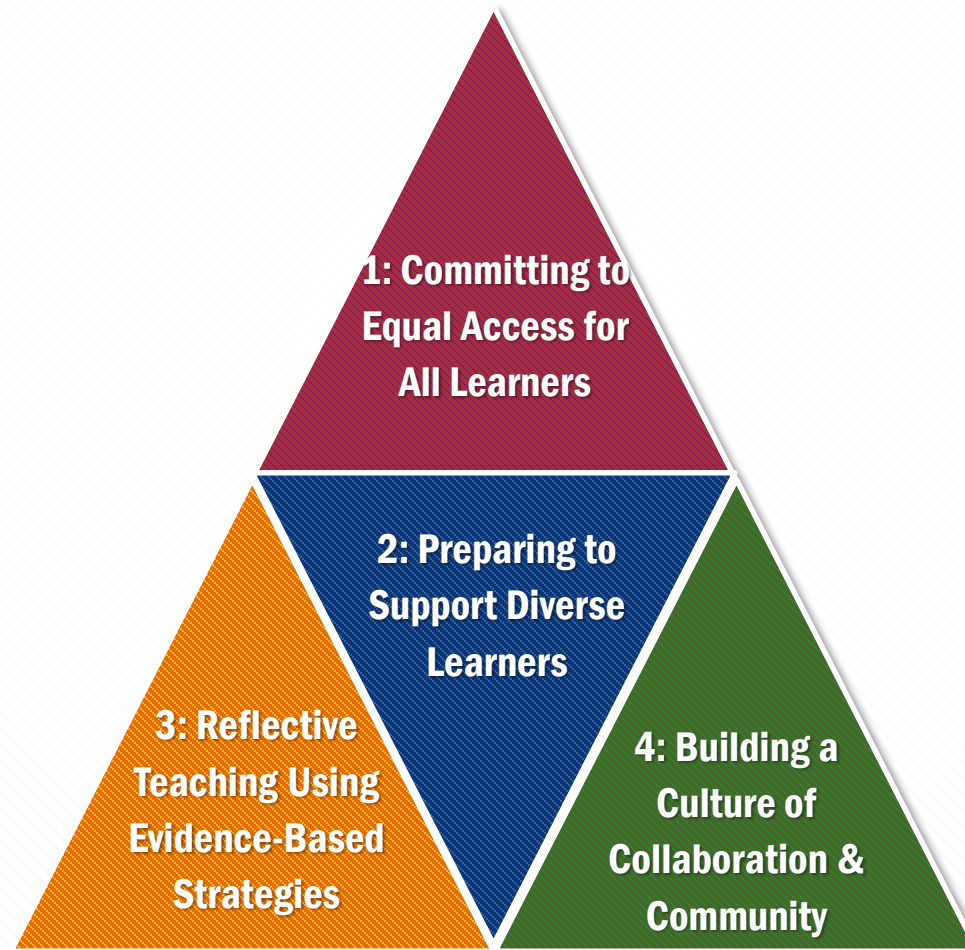 1: Committing to
Equal Access for
All Learners
2: Preparing to
Support Diverse
Learners
3: Reflective
Teaching Using
Evidence-Based
Strategies
4: Building a
Culture of
Collaboration &
Community